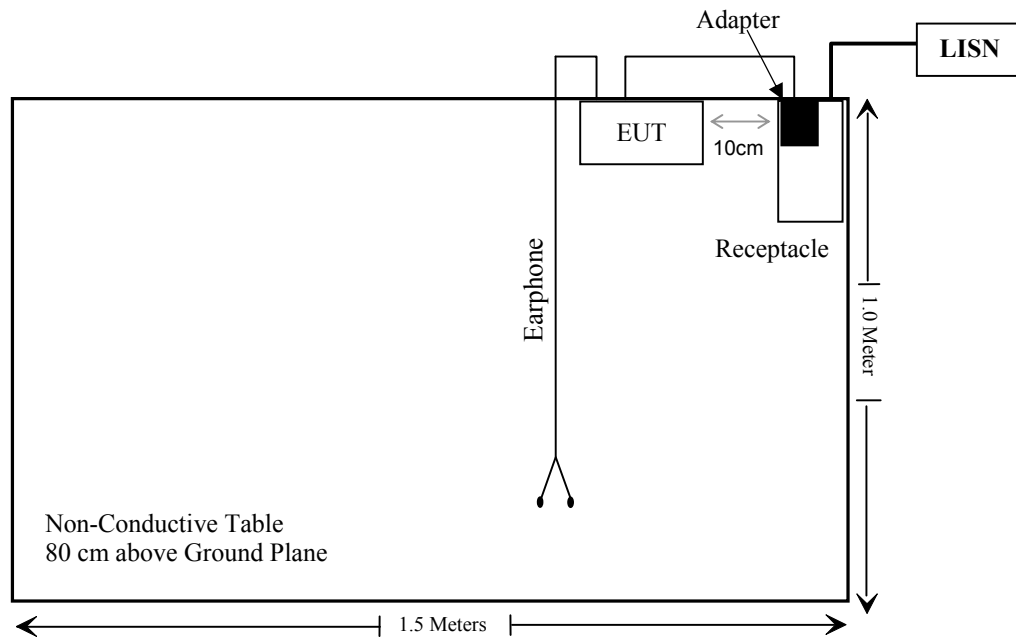 Adapter
LISN
EUT
10cm
Receptacle
Earphone
1.0 Meter
Non-Conductive Table
80 cm above Ground Plane
1.5 Meters